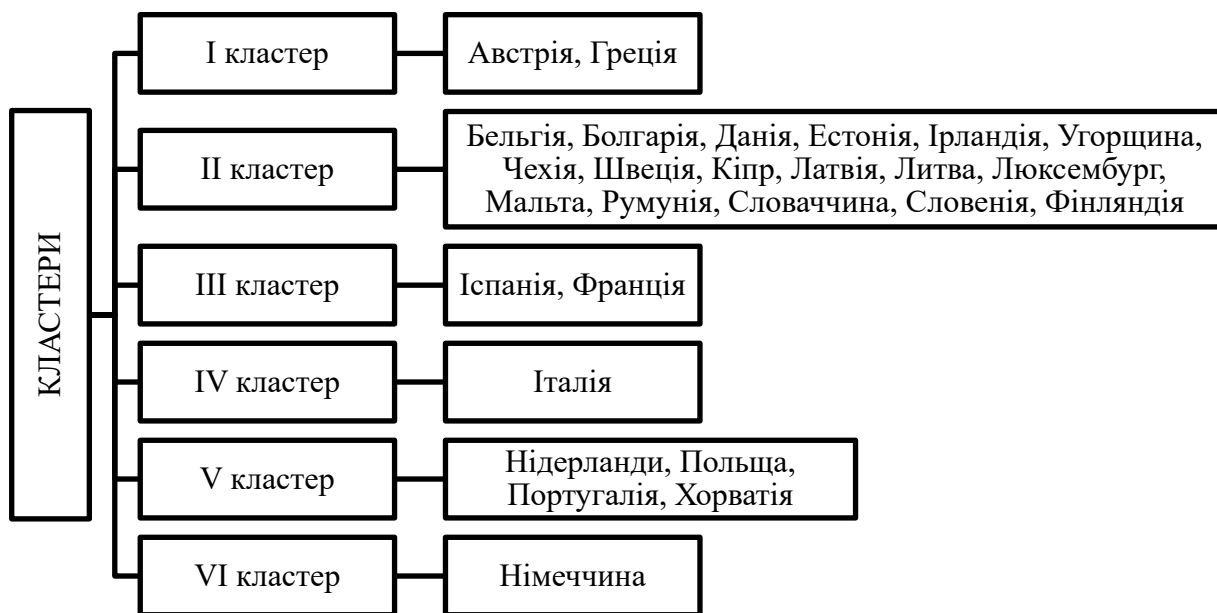 КЛАСТЕРИ
I кластер
Австрія, Греція
II кластер
Бельгія, Болгарія, Данія, Естонія, Ірландія, Угорщина,
Чехія, Швеція, Кіпр, Латвія, Литва, Люксембург,
Мальта, Румунія, Словаччина, Словенія, Фінляндія
III кластер
Іспанія, Франція
IV кластер
Італія
V кластер
Нідерланди, Польща,
Португалія, Хорватія
VI кластер
Німеччина